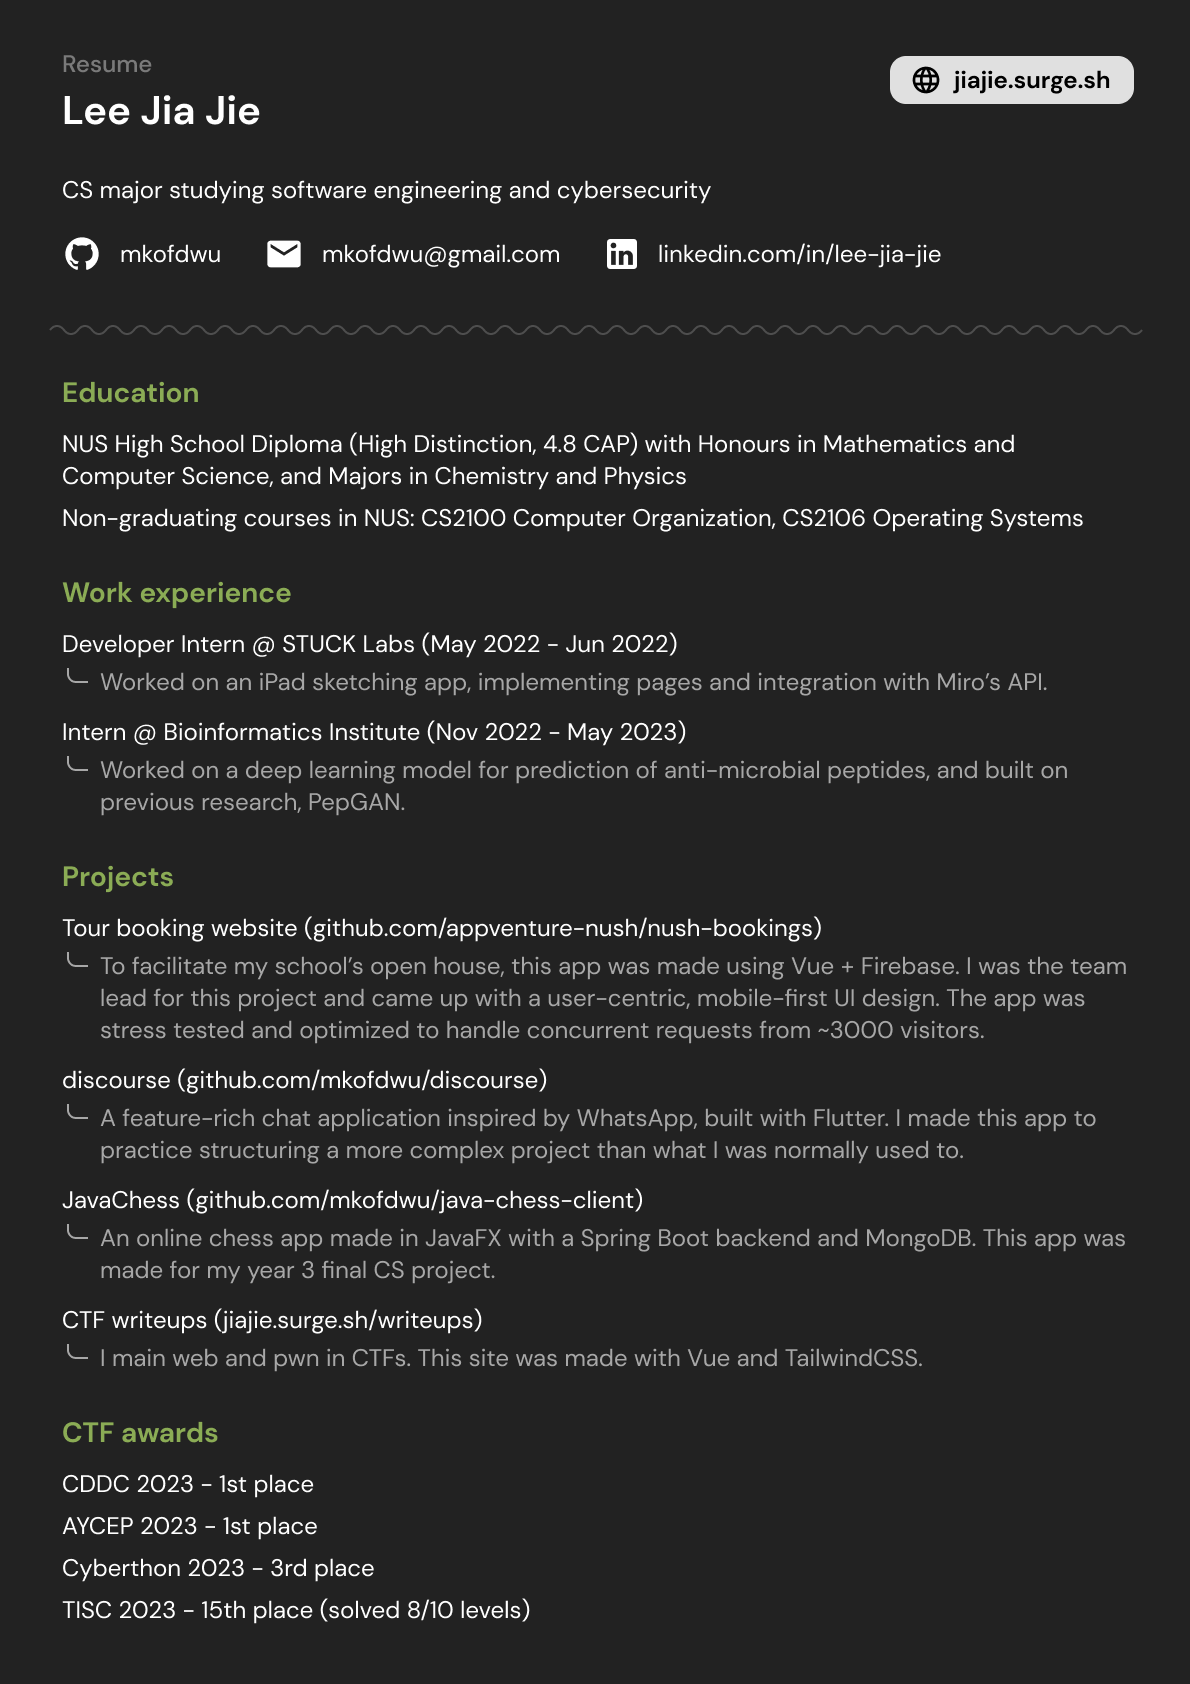 Resume
Lee Jia Jie
jiajie.surge.sh
CS major studying software engineering and cybersecurity
mkofdwu
mkofdwu@gmail.com
linkedin.com/in/lee-jia-jie
Education
NUS High School Diploma (High Distinction, 4.8 CAP) with Honours in Mathematics and
Computer Science, and Majors in Chemistry and Physics
Non-graduating courses in NUS: CS2100 Computer Organization, CS2106 Operating Systems
Work experience
Developer Intern @ STUCK Labs (May 2022 - Jun 2022)
Worked on an iPad sketching app, implementing pages and integration with Miro’s API.
Intern @ Bioinformatics Institute (Nov 2022 - May 2023)
Worked on a deep learning model for prediction of anti-microbial peptides, and built on
previous research, PepGAN.
Projects
Tour booking website (github.com/appventure-nush/nush-bookings)
To facilitate my school’s open house, this app was made using Vue + Firebase. I was the team
lead for this project and came up with a user-centric, mobile-first UI design. The app was
stress tested and optimized to handle concurrent requests from ~3000 visitors.
discourse (github.com/mkofdwu/discourse)
A feature-rich chat application inspired by WhatsApp, built with Flutter. I made this app to
practice structuring a more complex project than what I was normally used to.
JavaChess (github.com/mkofdwu/java-chess-client)
An online chess app made in JavaFX with a Spring Boot backend and MongoDB. This app was
made for my year 3 final CS project.
CTF writeups (jiajie.surge.sh/writeups)
I main web and pwn in CTFs. This site was made with Vue and TailwindCSS.
CTF awards
CDDC 2023 - 1st place
AYCEP 2023 - 1st place
Cyberthon 2023 - 3rd place
TISC 2023 - 15th place (solved 8/10 levels)